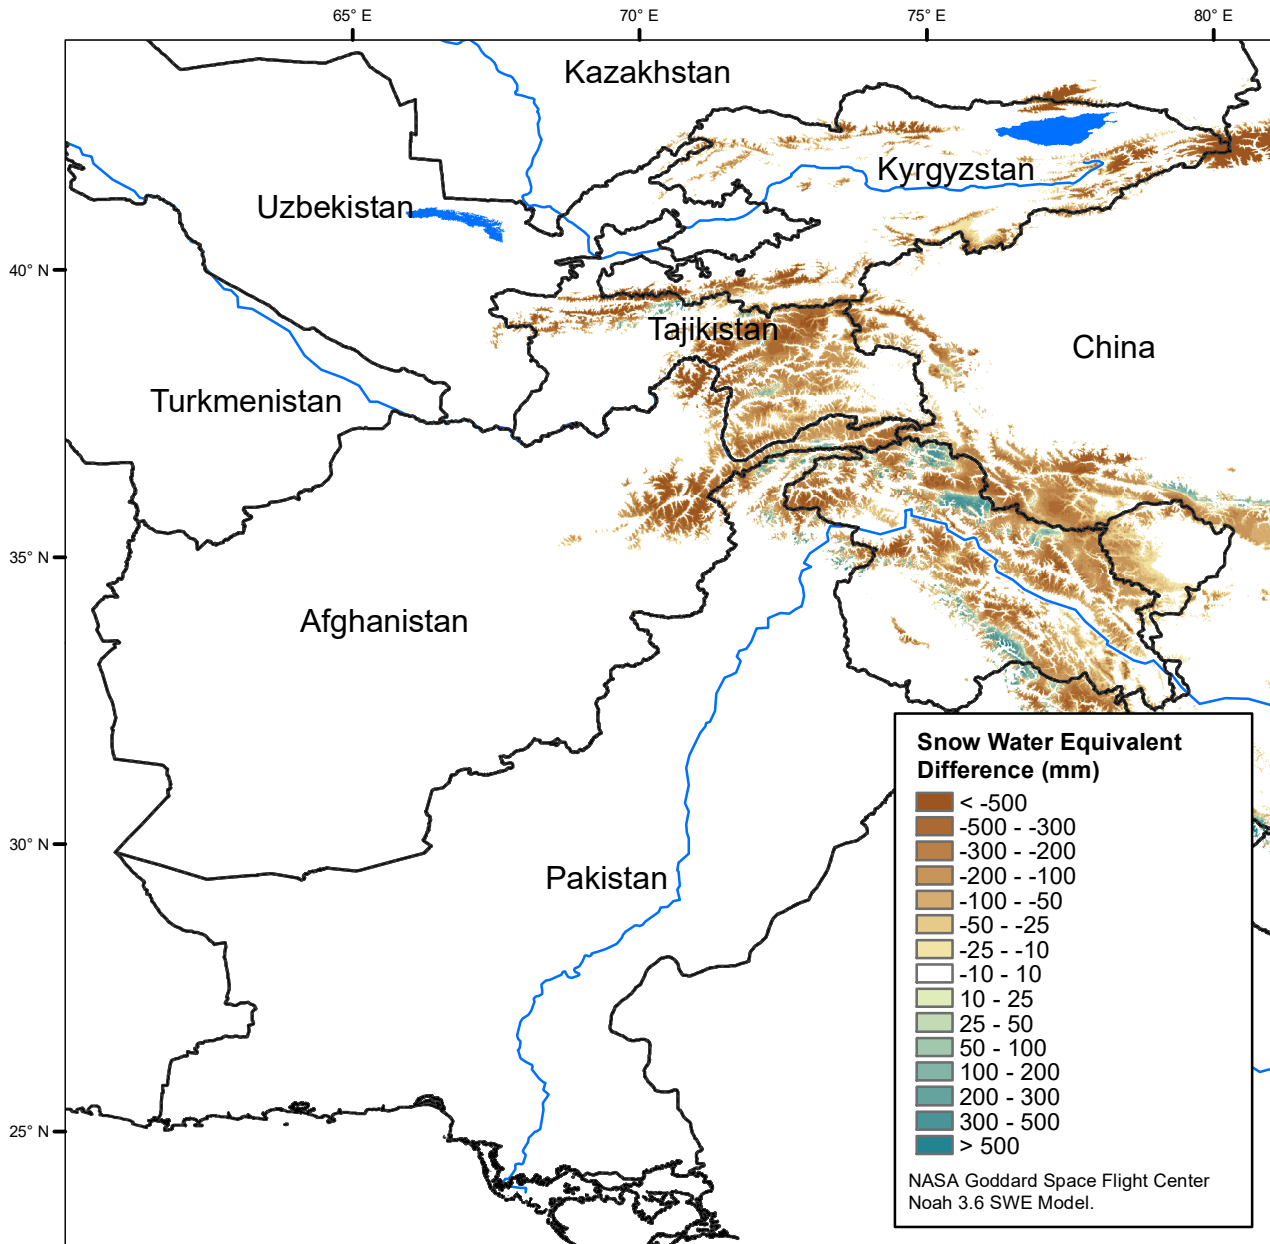 65° E
70° E
75° E
80° E
Kazakhstan
Kyrgyzstan
Uzbekistan
40° N
Tajikistan
China
Turkmenistan
35° N
Afghanistan
30° N
Pakistan
25° N
Snow Water Equivalent
Difference (mm)
< -500
-500 - -300
-300 - -200
-200 - -100
-100 - -50
-50 - -25
-25 - -10
-10 - 10
10 - 25
25 - 50
50 - 100
100 - 200
200 - 300
300 - 500
> 500
NASA Goddard Space Flight Center
Noah 3.6 SWE Model.